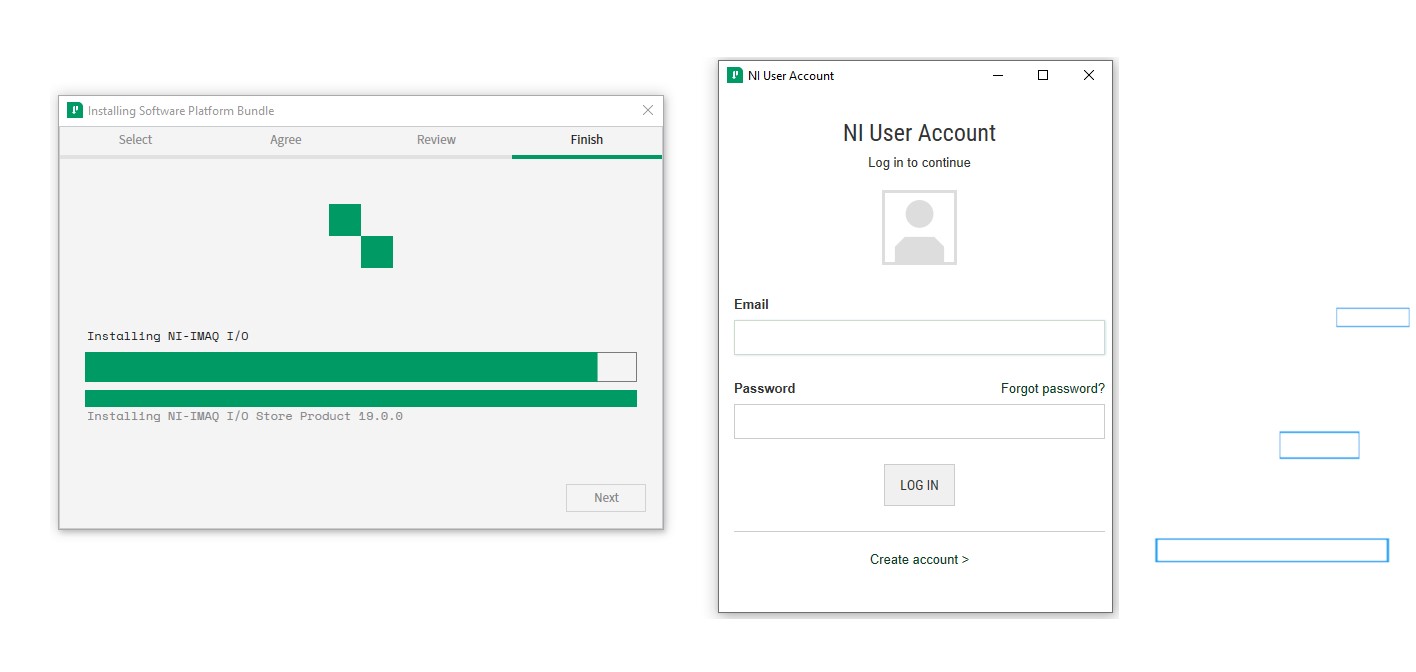 Installing Software Platform Bundle
Select Agree Review Finish
Installing NI-IMAQ I/O
Installing NI-IMAQ I/O Store Product 19.0.0
Next
NI User Account
NI User Account
Log in to continue
Email
Password Forgot password?
LOG IN
Create account >